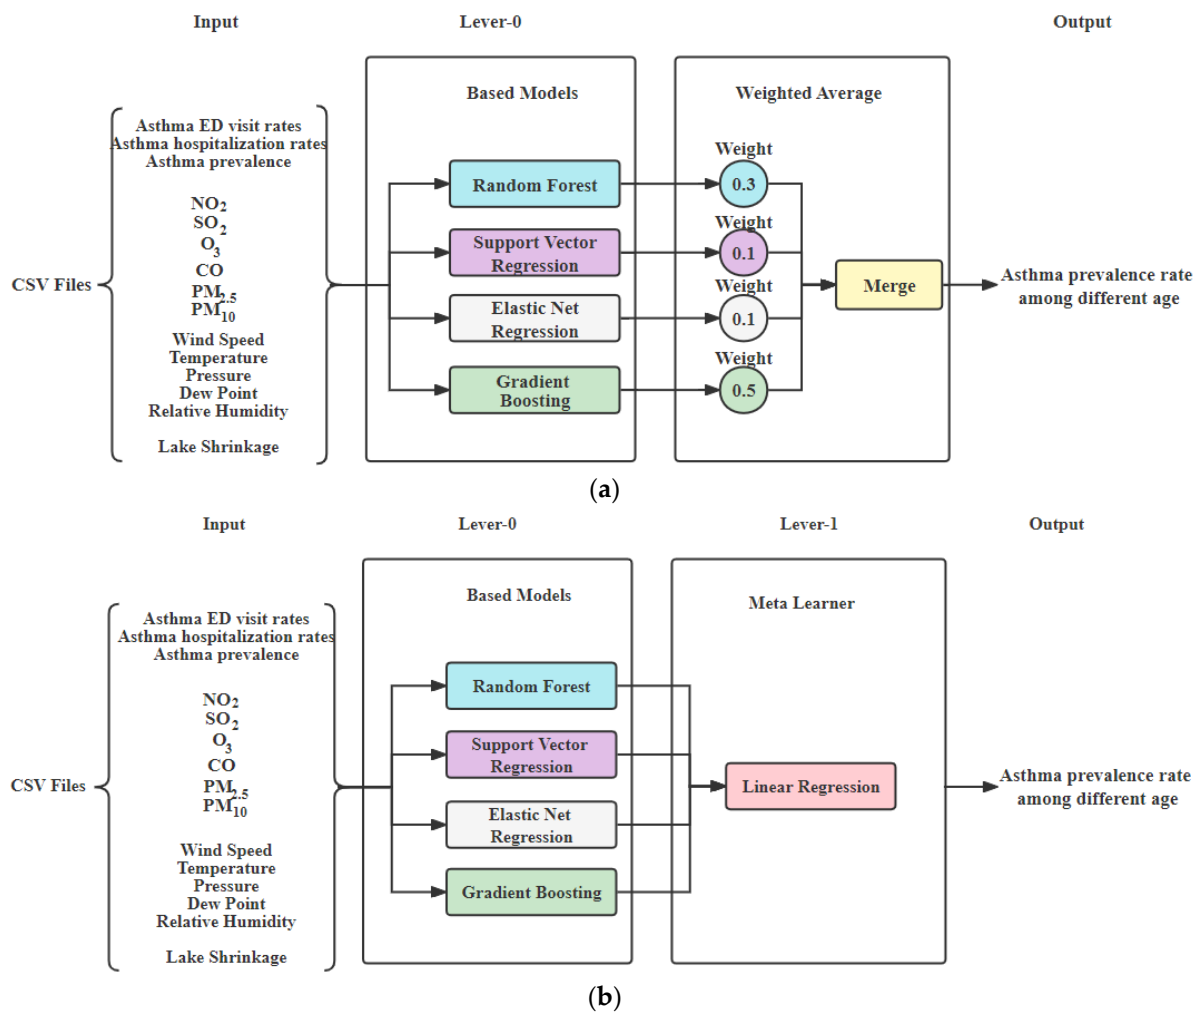 Input
Lever-0
Output
Based Models
Weighted Average
CSV Files
Asthma ED visit rates
Asthma hospitalization rates
Asthma prevalence
NO2
SO2
O3
CO
PM2.5
PM10
Wind Speed
Temperature
Pressure
Dew Point
Relative Humidity
Lake Shrinkage
Random Forest
Support Vector
Regression
Elastic Net
Regression
Gradient
Boosting
Weight
0.3
Weight
0.1
Weight
0.1
Weight
0.5
Merge
Asthma prevalence rate
among different age
(a)
Input
Lever-0
Lever-1
Output
Based Models
Meta Learner
CSV Files
Asthma ED visit rates
Asthma hospitalization rates
Asthma prevalence
NO2
SO2
O3
CO
PM2.5
PM10
Wind Speed
Temperature
Pressure
Dew Point
Relative Humidity
Lake Shrinkage
Random Forest
Support Vector
Regression
Elastic Net
Regression
Gradient Boosting
Linear Regression
Asthma prevalence rate
among different age
(b)